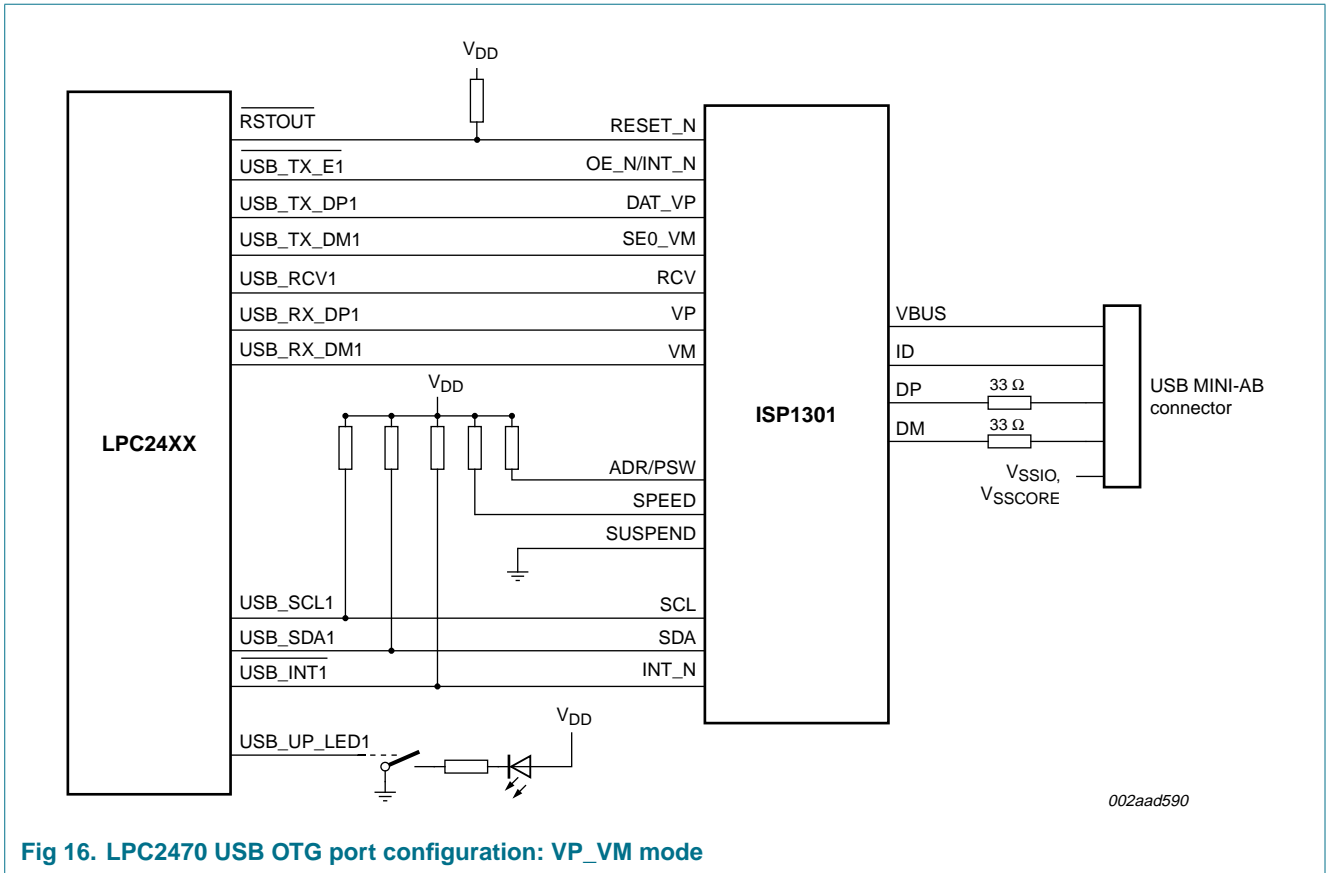 VDD
RSTOUT
RESET_N
USB_TX_E1
OE_N/INT_N
USB_TX_DP1
DAT_VP
USB_TX_DM1
SE0_VM
USB_RCV1
RCV
USB_RX_DP1
VP
USB_RX_DM1
VM
VDD
LPC24XX
ISP1301
VBUS
ID
DP
33 Ω
DM
33 Ω
USB MINI-AB
connector
VSSIO,
VSSCORE
ADR/PSW
SPEED
SUSPEND
USB_SCL1
SCL
USB_SDA1
SDA
USB_INT1
INT_N
USB_UP_LED1
VDD
002aad590
Fig 16. LPC2470 USB OTG port configuration: VP_VM mode